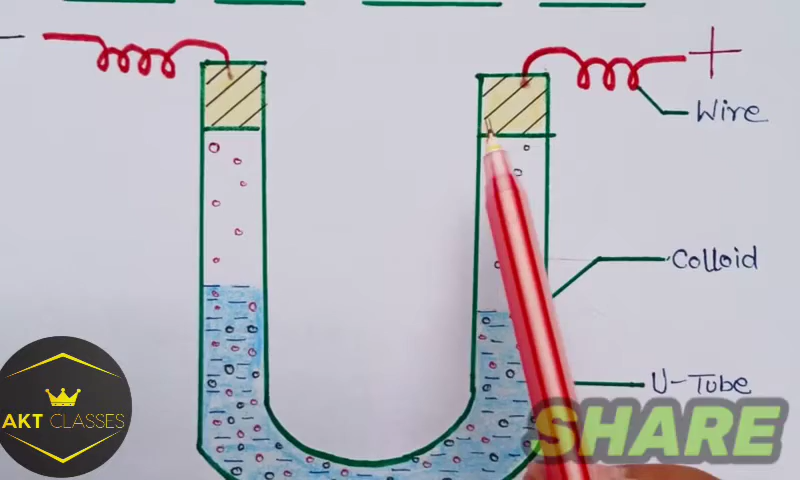 −
+
Wire
Colloid
U-Tube
AKT CLASSES
SHARE